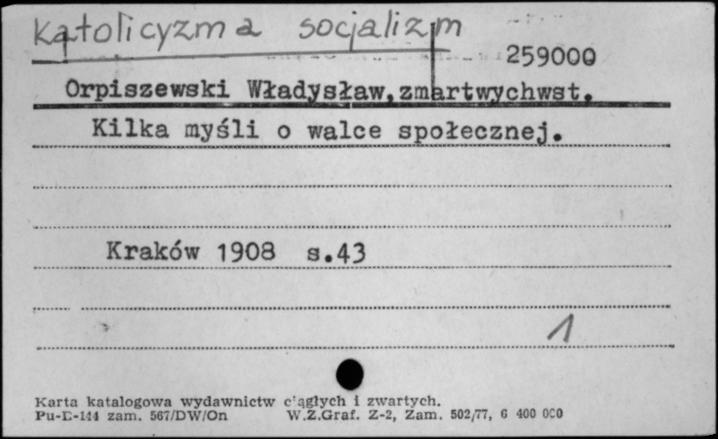 katolicyzm a socjalizm
259000
Orpiszewski Władysław,zmartwychwst.
Kilka myśli o walce społecznej.
Kraków 1908 s.43
1
Karta katalogowa wydawnictw ciągłych i zwartych.
Pu-K-144 zam. 567/DW/On W.Z.Graf. Z-2, Zam. 502/77, 6 400 000